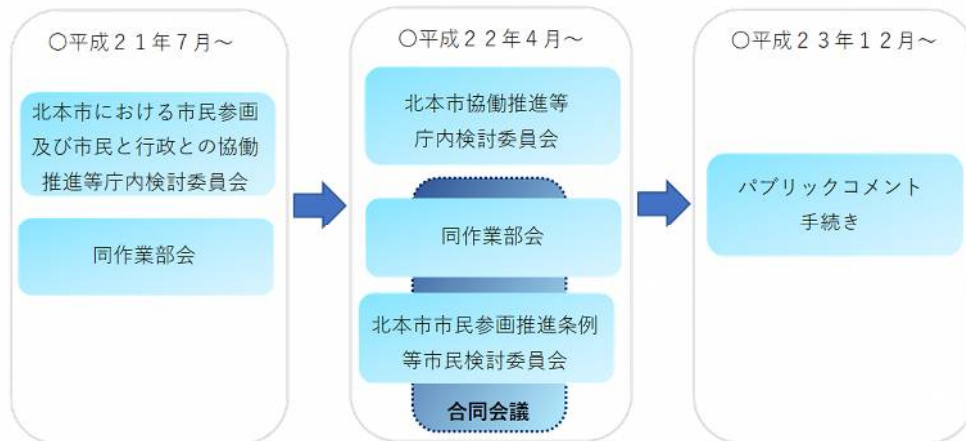 〇平成２１年７月～
北本市における市民参画
及び市民と行政との協働
推進等庁内検討委員会
同作業部会
〇平成２２年４月～
北本市協働推進等
庁内検討委員会
同作業部会
北本市市民参画推進条例
等市民検討委員会
合同会議
〇平成２３年１２月～
パブリックコメント
手続き